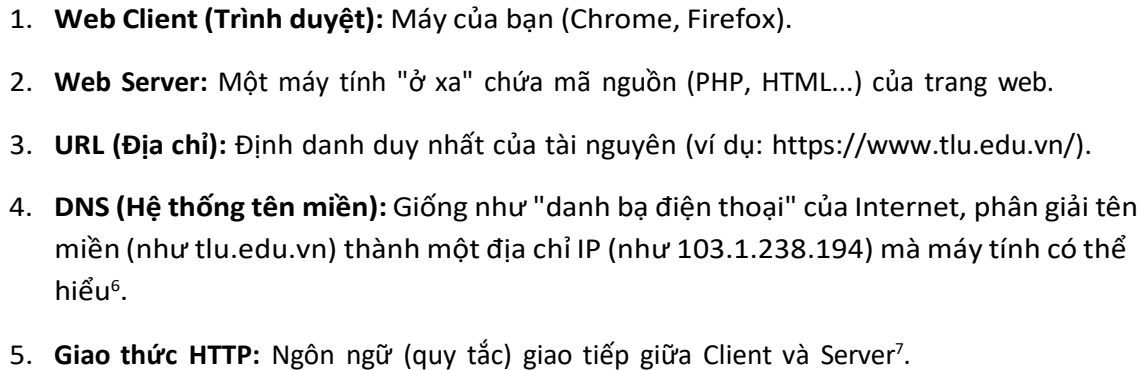 1. Web Client (Trình duyệt): Máy của bạn (Chrome, Firefox).
2. Web Server: Một máy tính "ở xa" chứa mã nguồn (PHP, HTML...) của trang web.
3. URL (Địa chỉ): Định danh duy nhất của tài nguyên (ví dụ: https://www.tlu.edu.vn/).
4. DNS (Hệ thống tên miền): Giống như "danh bạ điện thoại" của Internet, phân giải tên
miền (như tlu.edu.vn) thành một địa chỉ IP (như 103.1.238.194) mà máy tính có thể
hiểu⁶.
5. Giao thức HTTP: Ngôn ngữ (quy tắc) giao tiếp giữa Client và Server⁷.